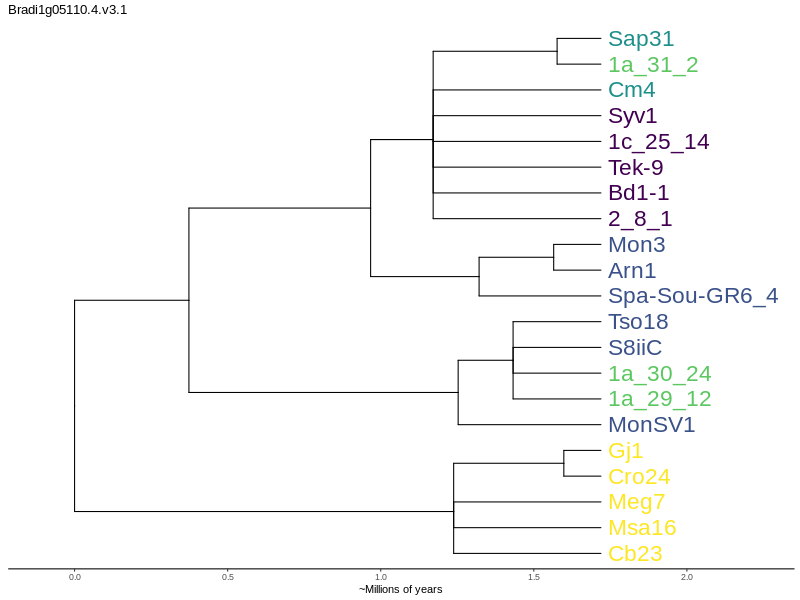 Bradi1g05110.4.v3.1
Sap31
1a_31_2
Cm4
Syv1
1c_25_14
Tek-9
Bd1-1
2_8_1
Mon3
Arn1
Spa-Sou-GR6_4
Tso18
S8iiC
1a_30_24
1a_29_12
MonSV1
Gj1
Cro24
Meg7
Msa16
Cb23
0.0 0.5 1.0 1.5 2.0
~Millions of years